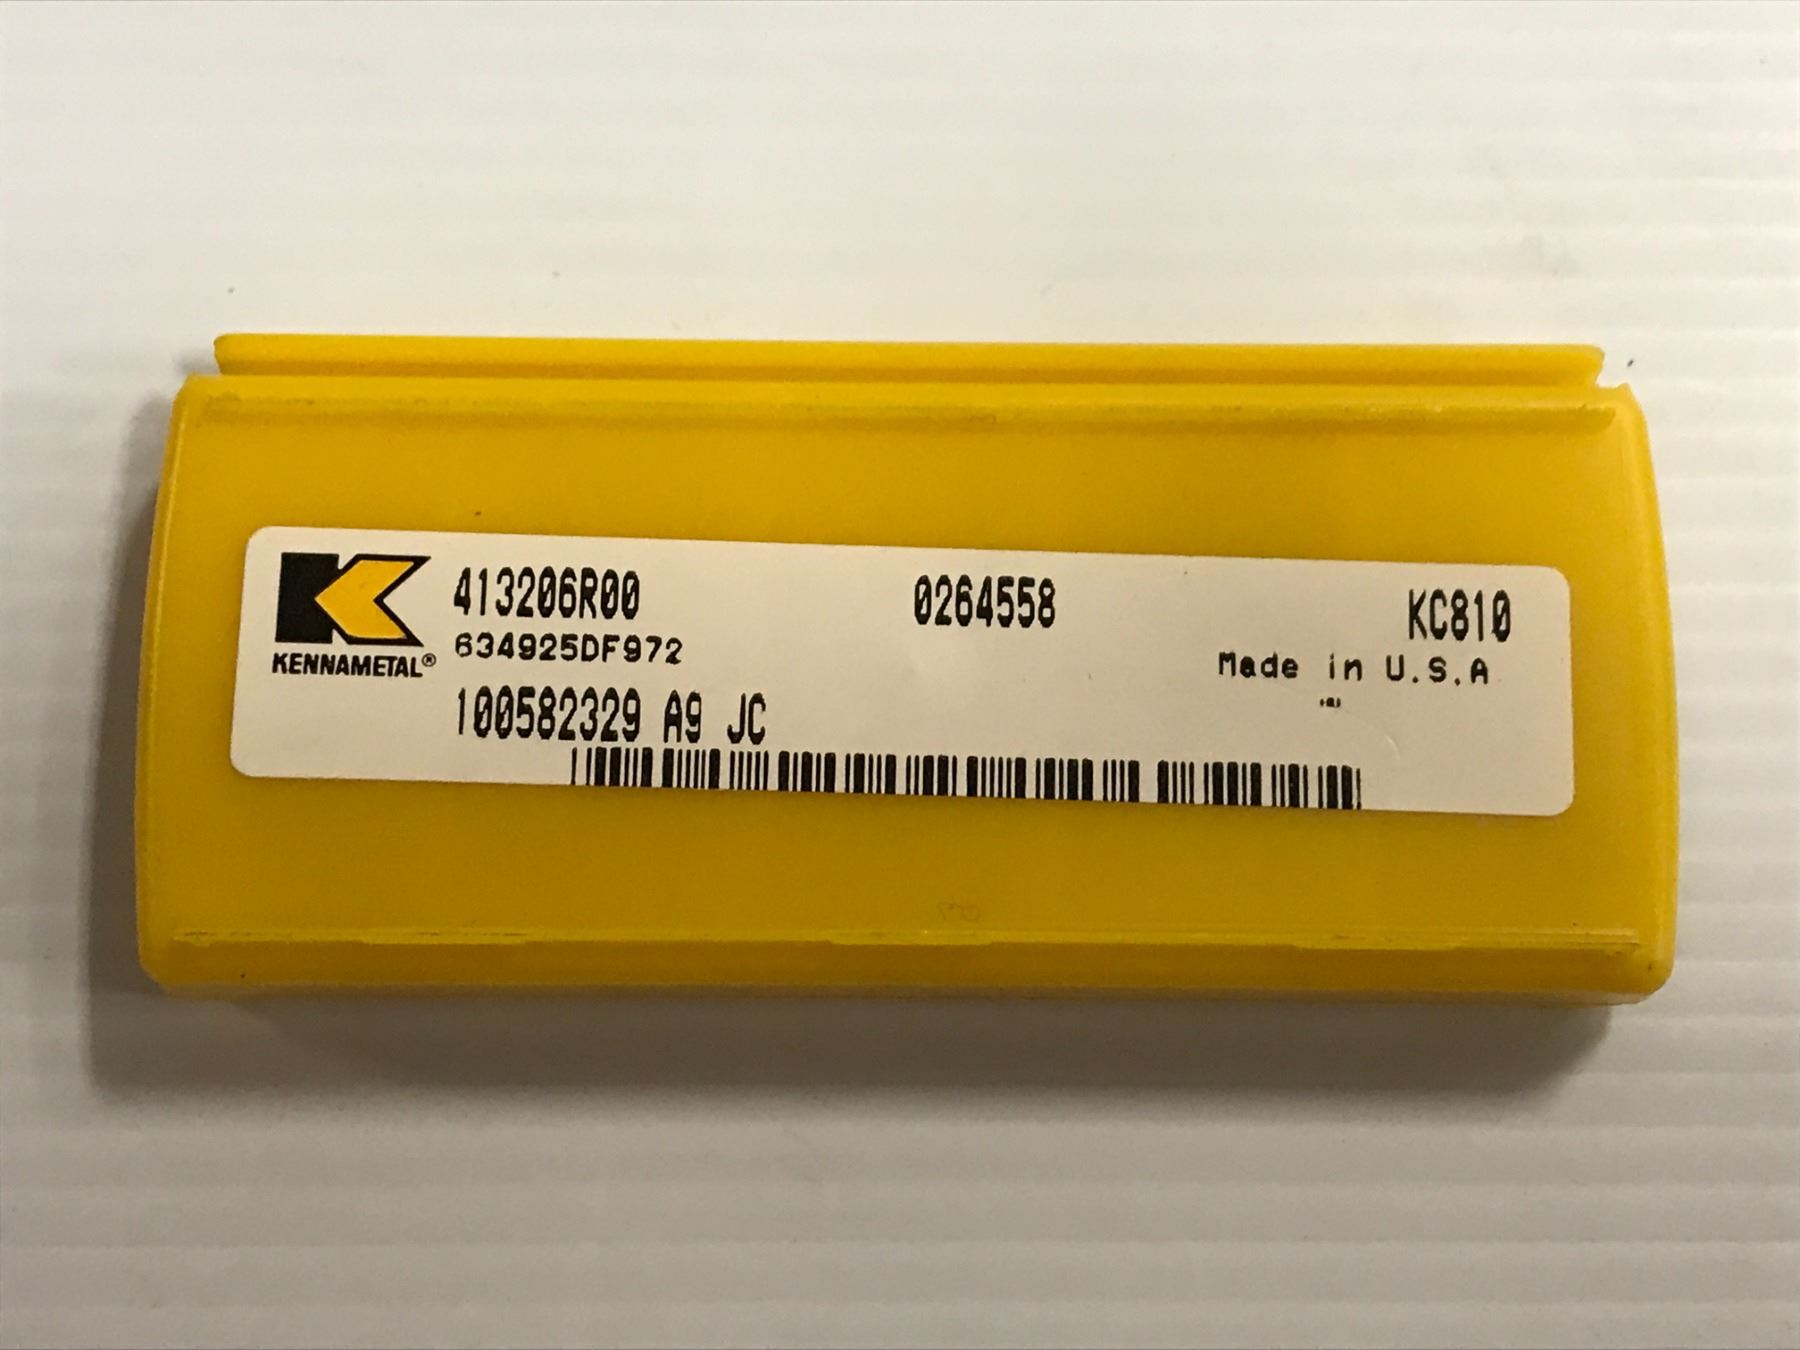 413206R00 0264558 KC810
634925DF972 Made in U.S.A
KENNAMETAL®
100582329 A9 JC